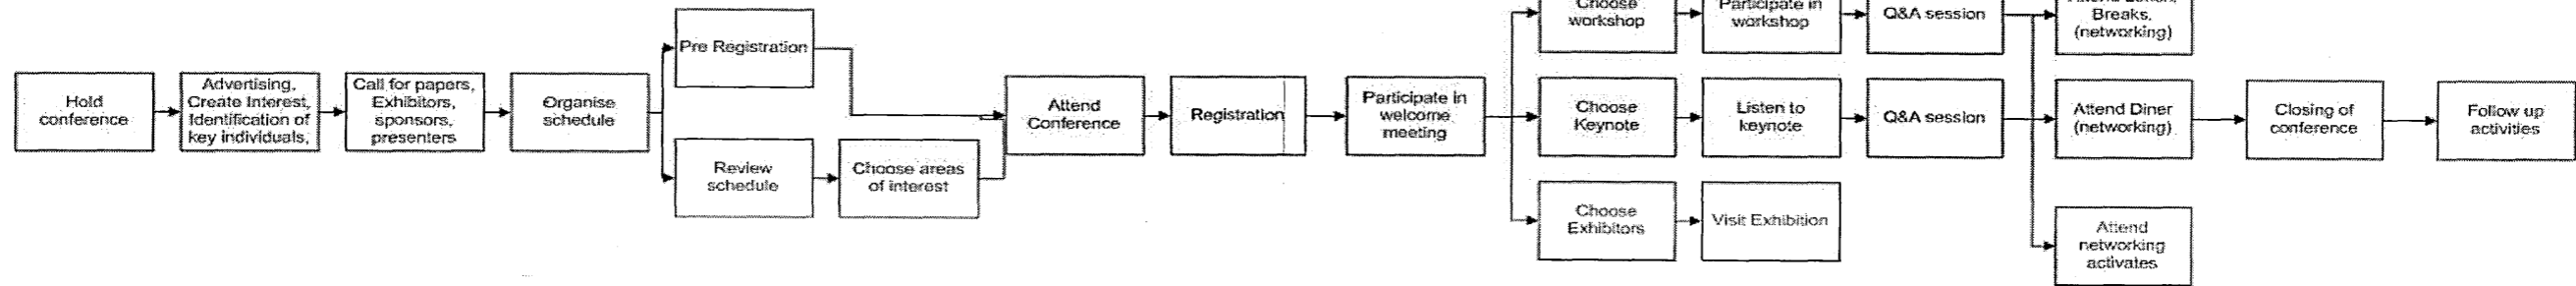 Hold
conference
Advertising,
Create Interest,
Identification of
key individuals,
Call for papers,
Exhibitors,
sponsors,
presenters
Organise
schedule
Pre Registration
Review
schedule
Choose areas
of interest
Attend
Conference
Registration
Participate in
welcome
meeting
Choose
workshop
Participate in
workshop
Q&A session
Breaks,
(networking)
Choose
Keynote
Listen to
keynote
Q&A session
Attend Diner
(networking)
Closing of
conference
Follow up
activities
Choose
Exhibitors
Visit Exhibition
Attend
networking
activates